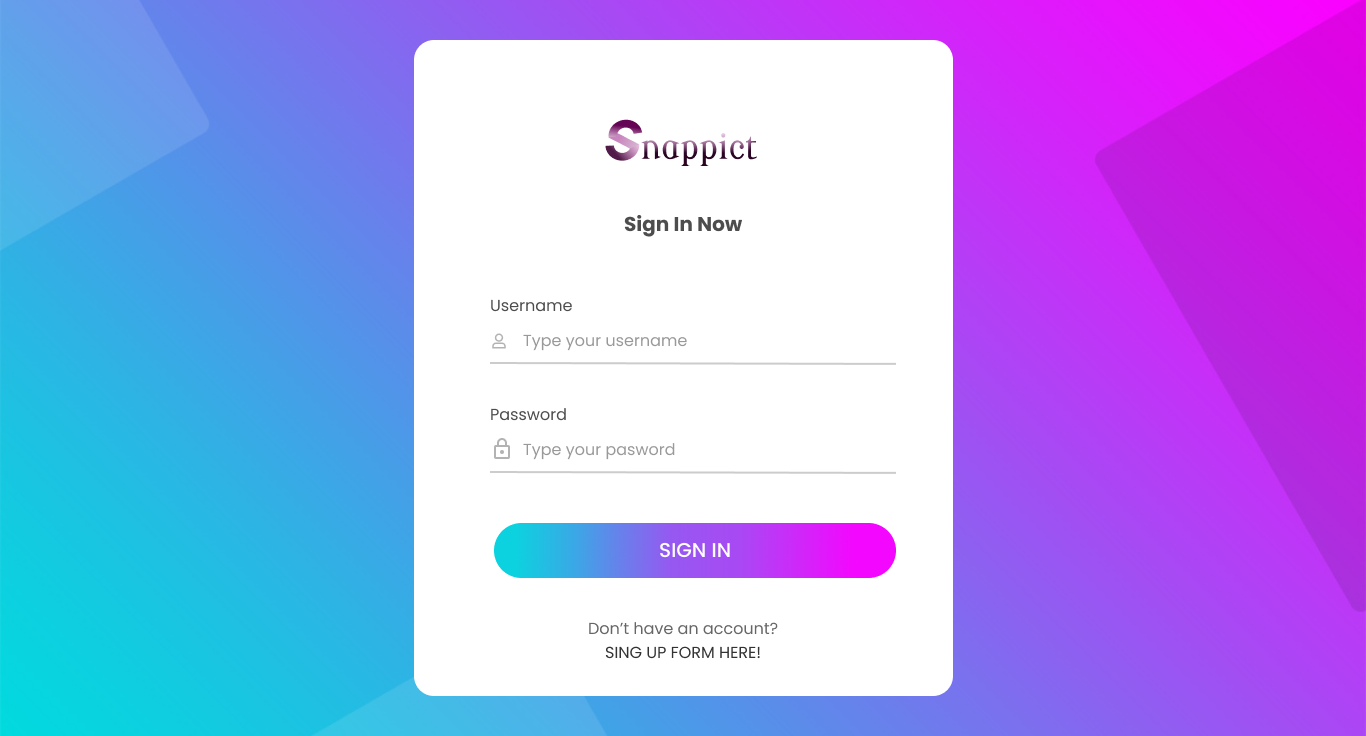 Snappict
Sign In Now
Username
Type your username
Password
Type your pasword
SIGN IN
Don’t have an account?
SING UP FORM HERE!